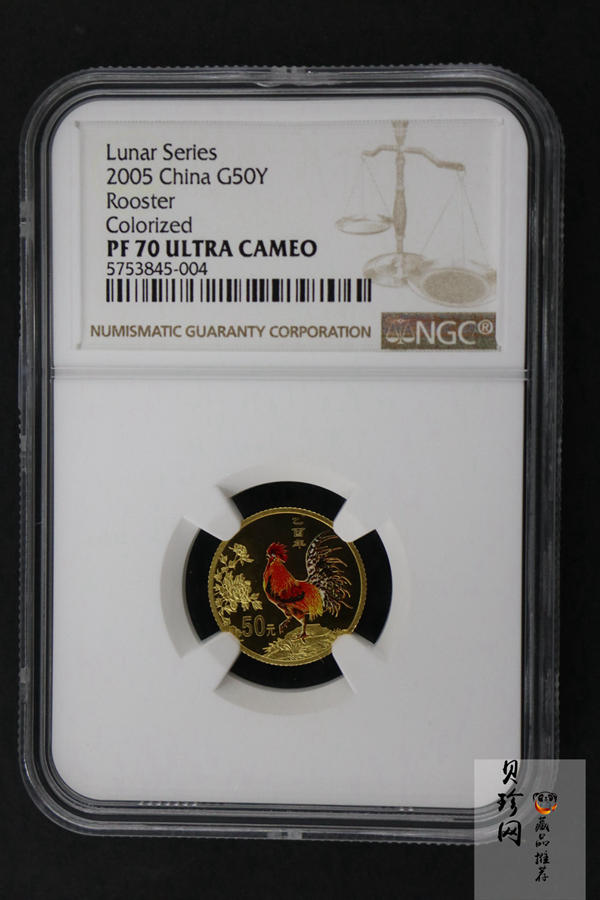 Lunar Series
2005 China G50Y
Rooster
Colorized
PF 70 ULTRA CAMEO
5753845-004
NUMISMATIC GUARANTY CORPORATION
NGC®
乙酉年
50元
贝珍网
藏品推荐